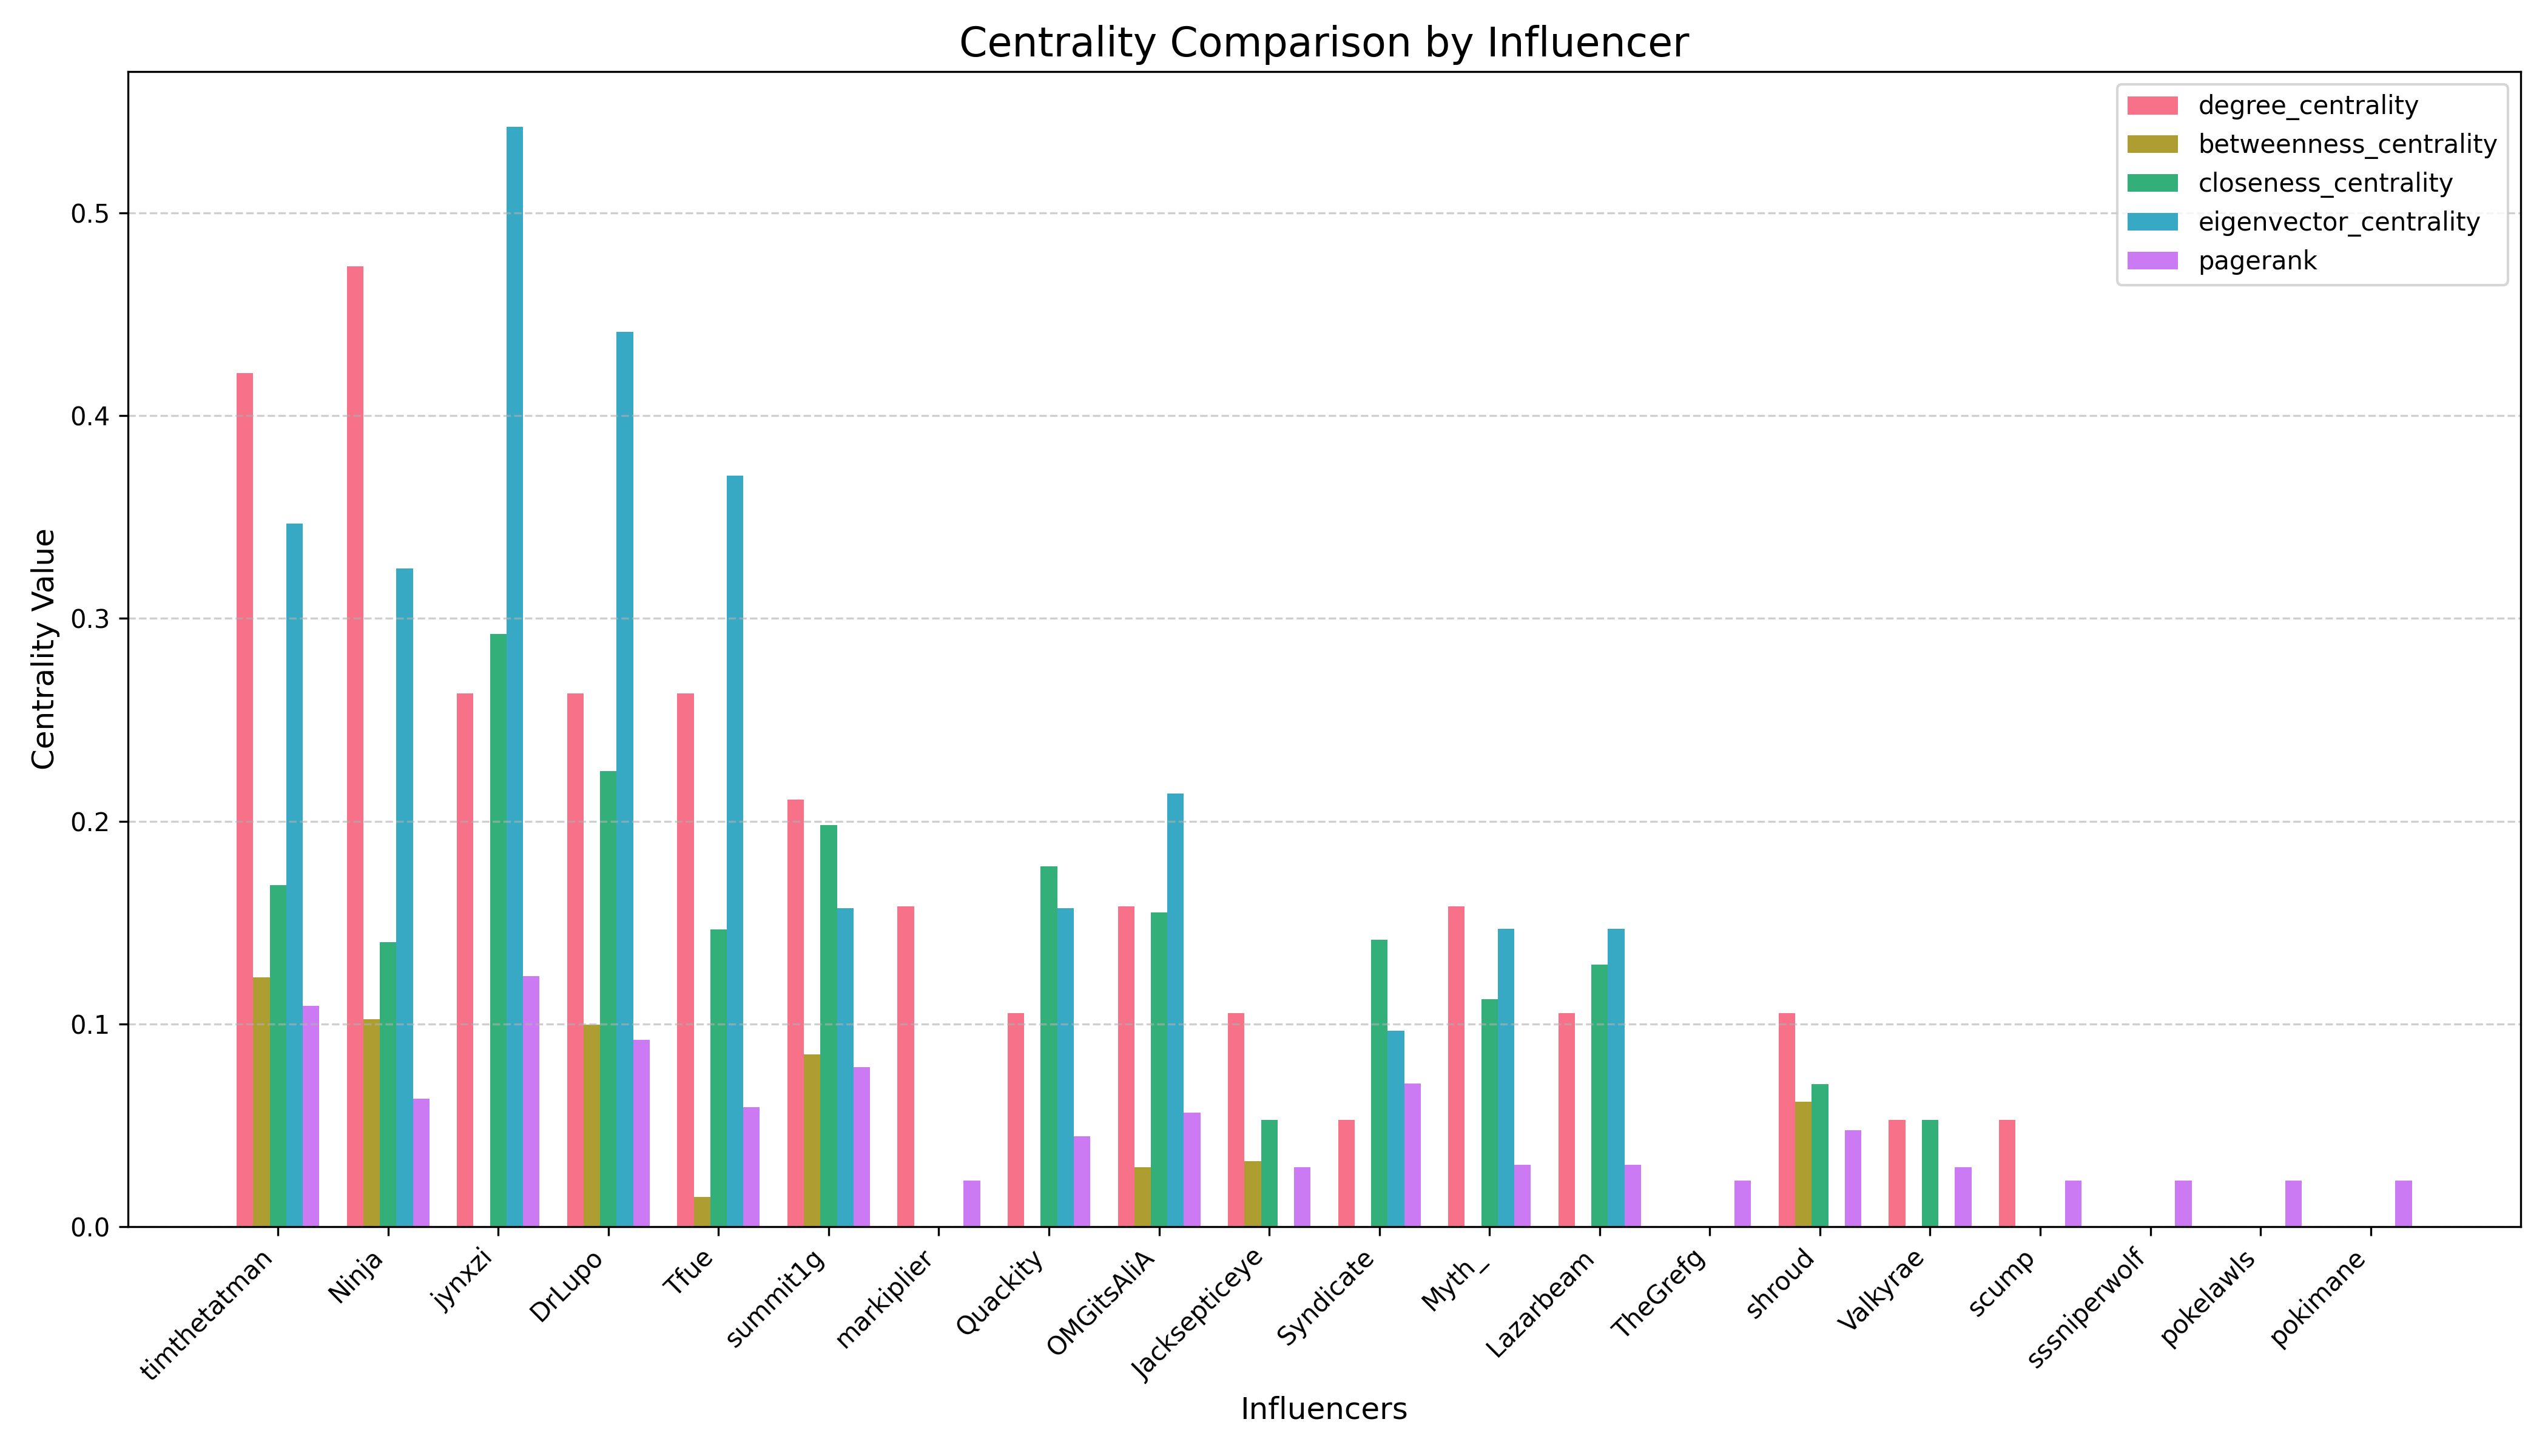 Centrality Comparison by Influencer
degree_centrality
betweenness_centrality
closeness_centrality
eigenvector_centrality
pagerank
Centrality Value
0.5
0.4
0.3
0.2
0.1
0.0
timthetatman
Ninja
jynxzi
DrLupo
Tfue
summit1g
markiplier
Quackity
OMGitsAliA
Jacksepticeye
Syndicate
Myth_
Lazarbeam
TheGrefg
shroud
Valkyrae
scump
sssniperwolf
pokelawls
pokimane
Influencers